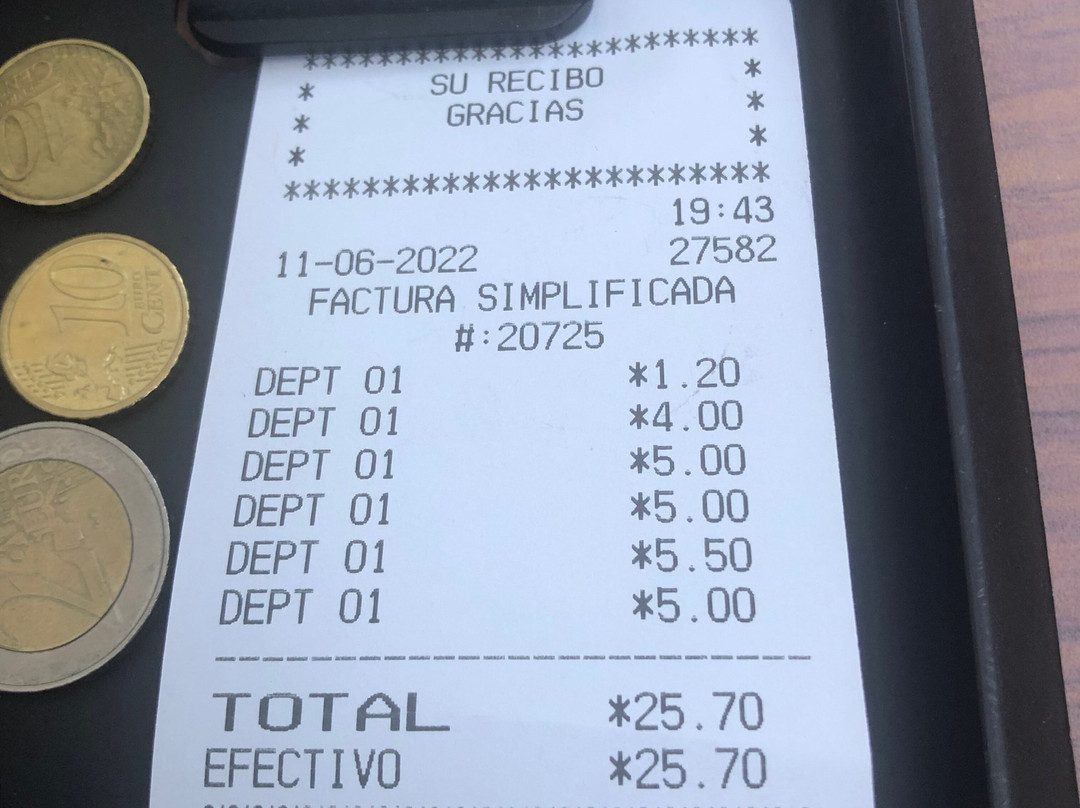 *************************
* SU RECIBO *
* GRACIAS *
* *
*************************
19:43
11-06-2022 27582
FACTURA SIMPLIFICADA
#:20725
DEPT 01 *1.20
DEPT 01 *4.00
DEPT 01 *5.00
DEPT 01 *5.00
DEPT 01 *5.50
DEPT 01 *5.00
TOTAL *25.70
EFECTIVO *25.70
10
EURO
CENT
2